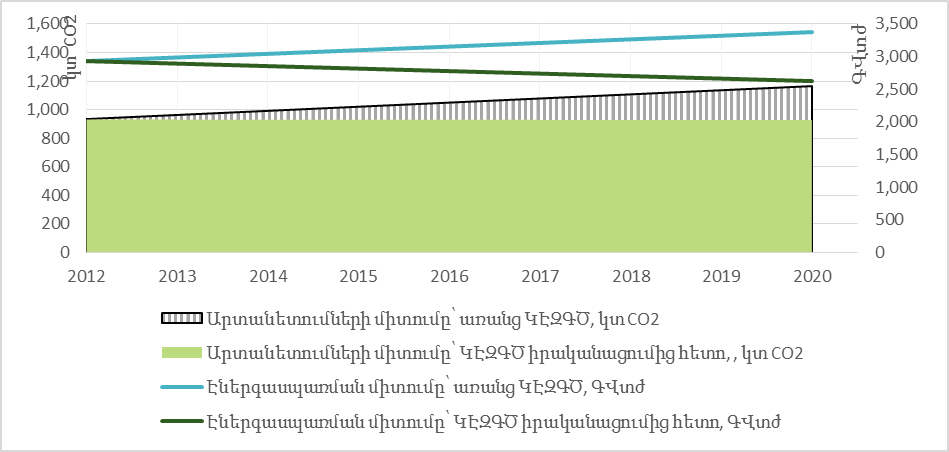 1,600
1,400
1,200
1,000
800
600
400
200
0
կտ CO2
3,500
3,000
2,500
2,000
1,500
1,000
500
0
ԳՎտժ
2012 2013 2014 2015 2016 2017 2018 2019 2020
Արտանետումների միտումը՝ առանց ԿԷԶԳԾ, կտ CO2
Արտանետումների միտումը՝ ԿԷԶԳԾ իրականացումից հետո, , կտ CO2
Էներգասպառման միտումը՝ առանց ԿԷԶԳԾ, ԳՎտժ
Էներգասպառման միտումը՝ ԿԷԶԳԾ իրականացումից հետո, ԳՎտժ